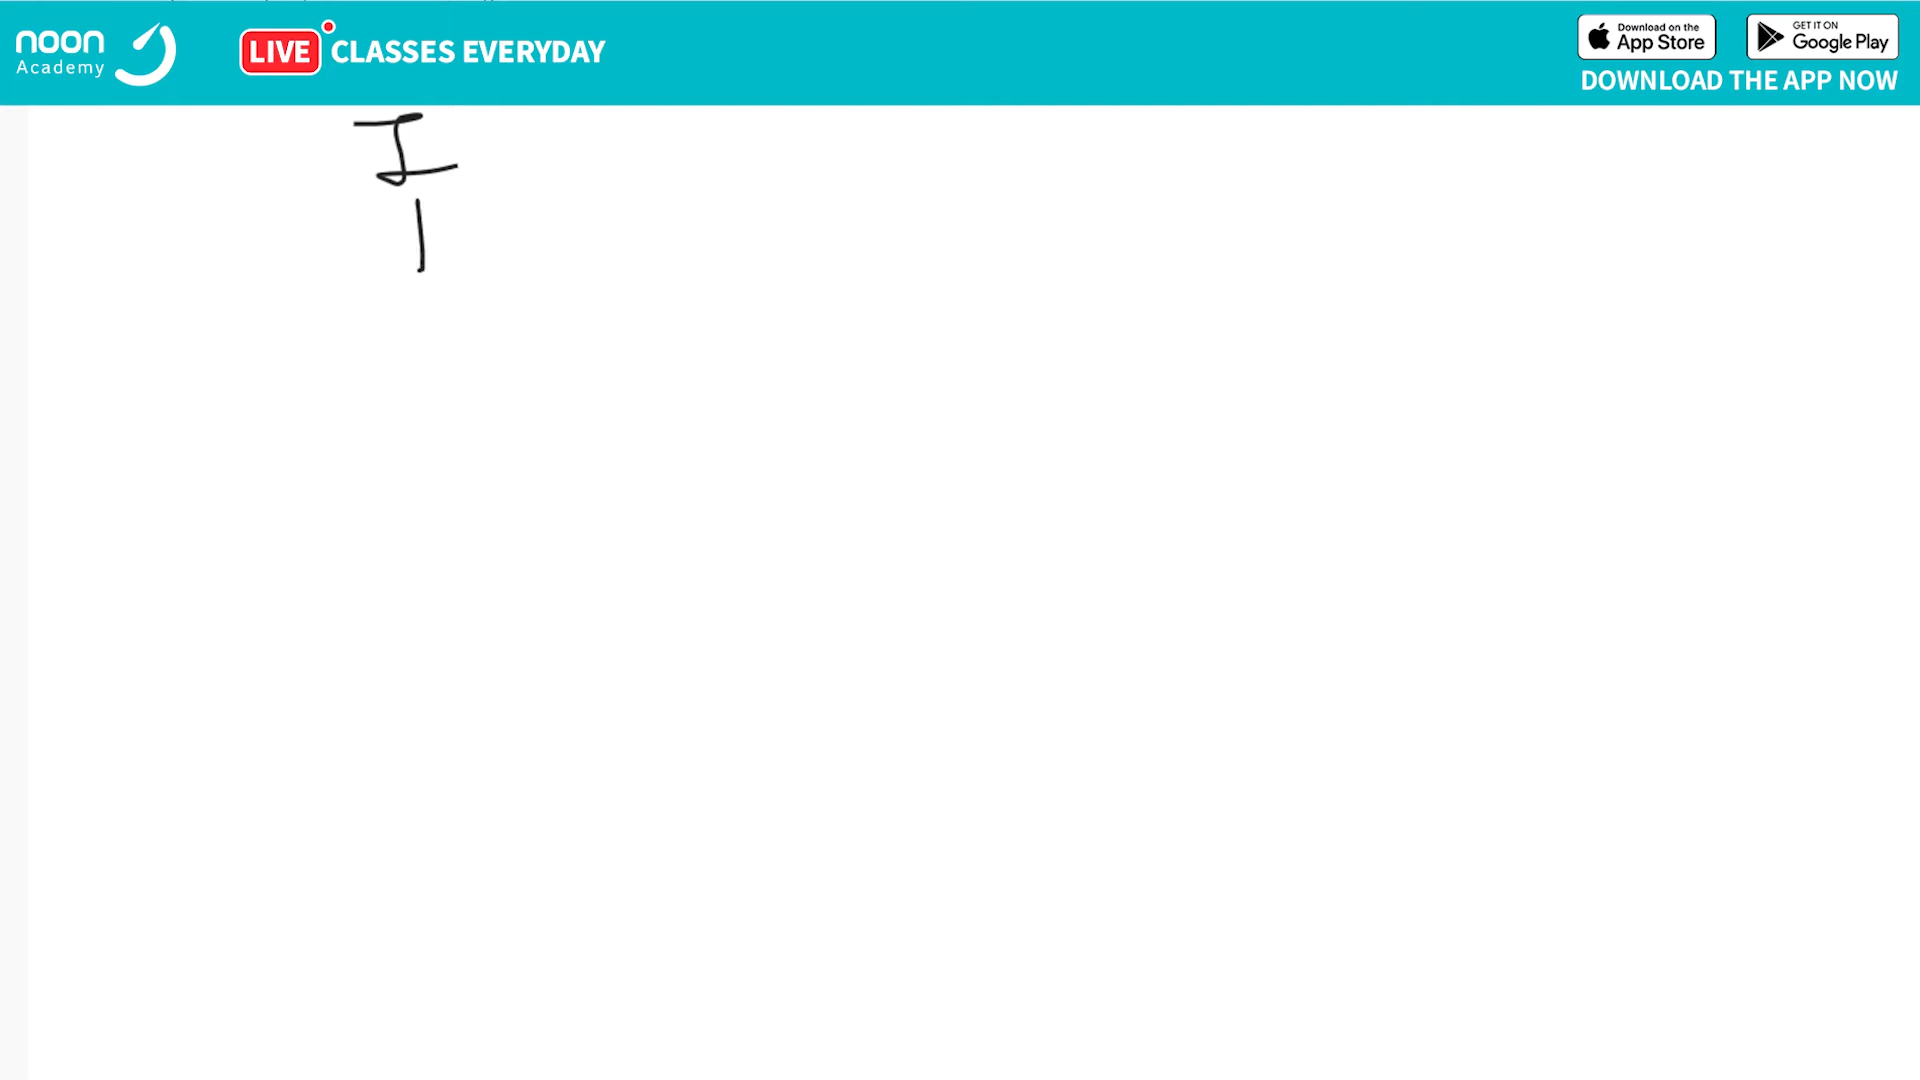 noon
Academy
LIVE CLASSES EVERYDAY
Download on the
App Store
GET IT ON
Google Play
DOWNLOAD THE APP NOW
I
1